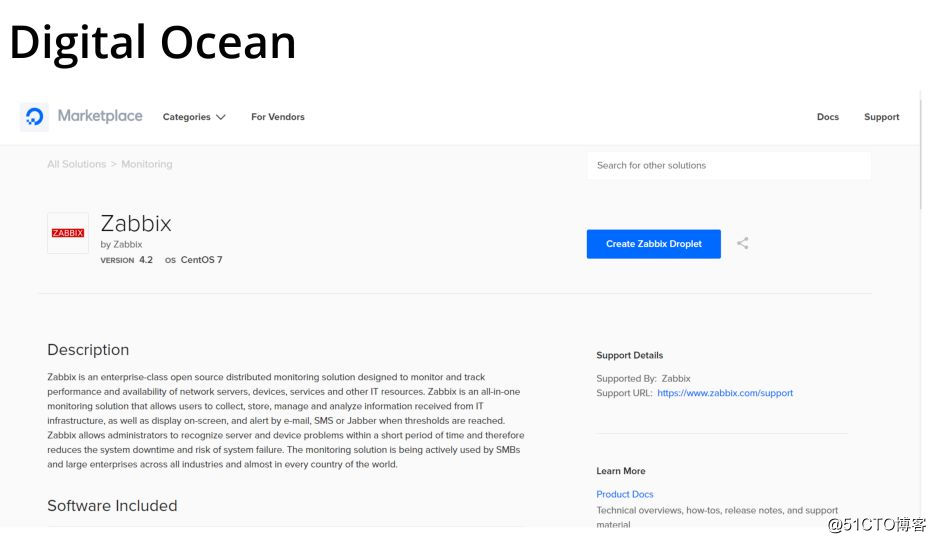 Digital Ocean
Marketplace
Categories
For Vendors
Docs
Support
All Solutions > Monitoring
Search for other solutions
ZABBIX
Zabbix
by Zabbix
VERSION 4.2 OS CentOS 7
Create Zabbix Droplet
Description
Zabbix is an enterprise-class open source distributed monitoring solution designed to monitor and track
performance and availability of network servers, devices, services and other IT resources. Zabbix is an all-in-one
monitoring solution that allows users to collect, store, manage and analyze information received from IT
infrastructure, as well as display on-screen, and alert by e-mail, SMS or Jabber when thresholds are reached.
Zabbix allows administrators to recognize server and device problems within a short period of time and therefore
reduces the system downtime and risk of system failure. The monitoring solution is being actively used by SMBs
and large enterprises across all industries and almost in every country of the world.
Software Included
Support Details
Supported By: Zabbix
Support URL: https://www.zabbix.com/support
Learn More
Product Docs
Technical overviews, how-tos, release notes, and support
material
@51CTO博客